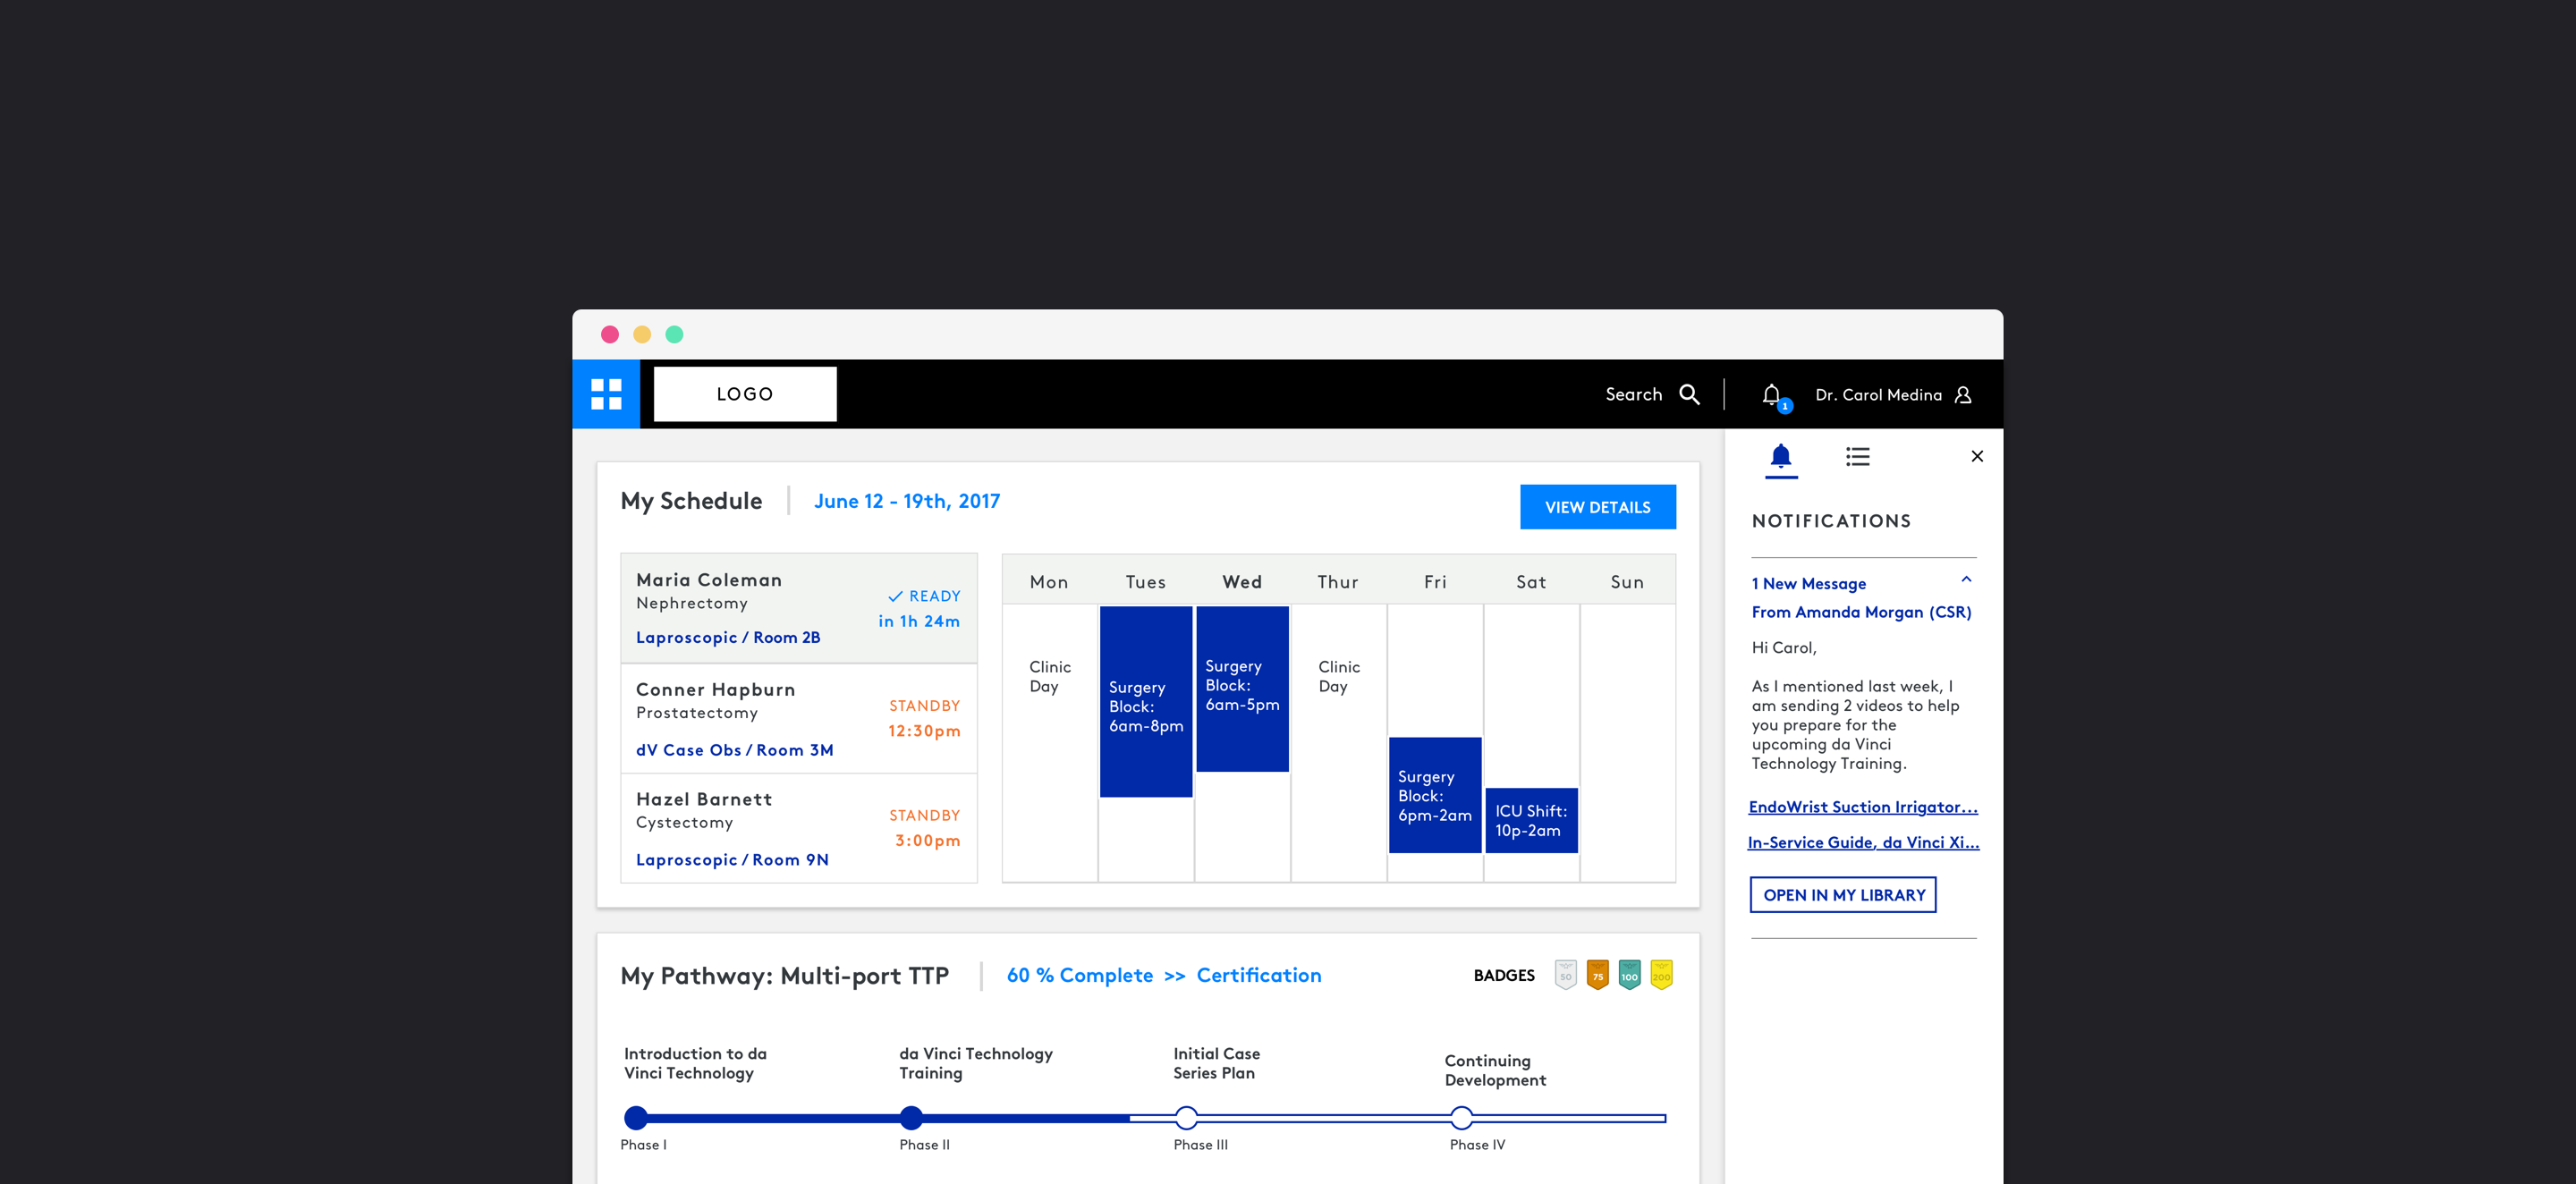 LOGO
Search
1
Dr. Carol Medina
My Schedule
June 12 - 19th, 2017
VIEW DETAILS
Maria Coleman
Nephrectomy
Laproscopic / Room 2B
READY
in 1h 24m
Conner Hapburn
Prostatectomy
dV Case Obs / Room 3M
STANDBY
12:30pm
Hazel Barnett
Cystectomy
Laproscopic / Room 9N
STANDBY
3:00pm
Mon Tues Wed Thur Fri Sat Sun
Clinic
Day
Surgery
Block:
6am-8pm
Surgery
Block:
6am-5pm
Clinic
Day
Surgery
Block:
6pm-2am
ICU Shift:
10p-2am
NOTIFICATIONS
1 New Message
From Amanda Morgan (CSR)
Hi Carol,
As I mentioned last week, I
am sending 2 videos to help
you prepare for the
upcoming da Vinci
Technology Training.
EndoWrist Suction Irrigator...
In-Service Guide, da Vinci Xi...
OPEN IN MY LIBRARY
My Pathway: Multi-port TTP
60 % Complete >> Certification
BADGES
50 75 100 200
Introduction to da
Vinci Technology
Phase I
da Vinci Technology
Training
Phase II
Initial Case
Series Plan
Phase III
Continuing
Development
Phase IV